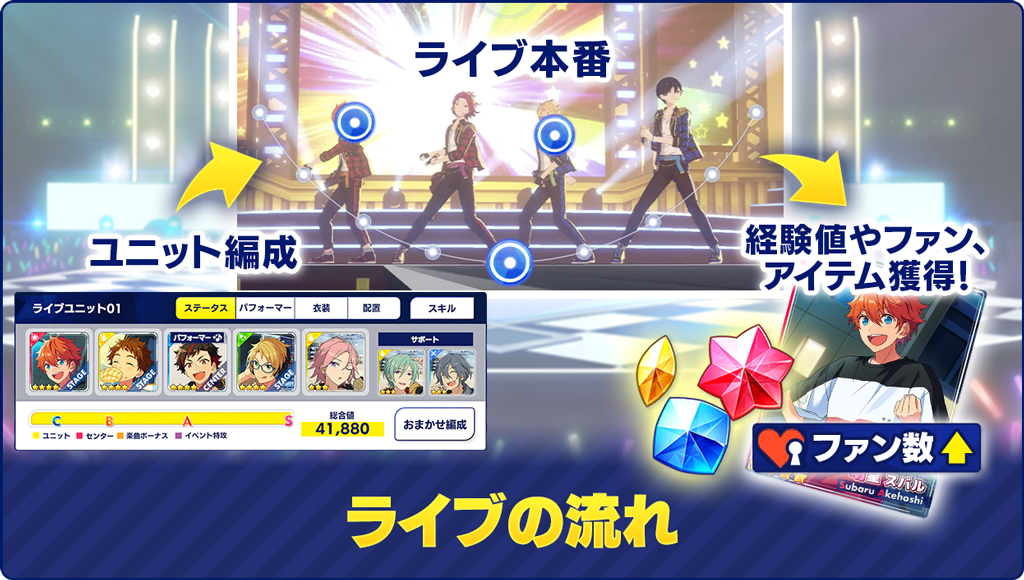 ライブ本番
ユニット編成
経験値やファン、
アイテム獲得!
ライブユニット01
ステータス
パフォーマー
衣装
配置
スキル
パフォーマー
サポート
STAGE
STAGE
CENTER
STAGE
C B A S
ユニット センター 楽曲ボーナス イベント特攻
総合値
41,880
おまかせ編成
ファン数
スバル
Subaru Akehoshi
ライブの流れ